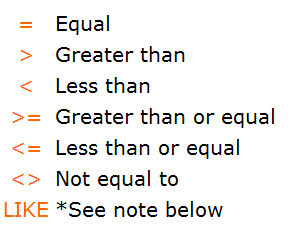 = Equal
> Greater than
< Less than
>= Greater than or equal
<= Less than or equal
<> Not equal to
LIKE *See note below